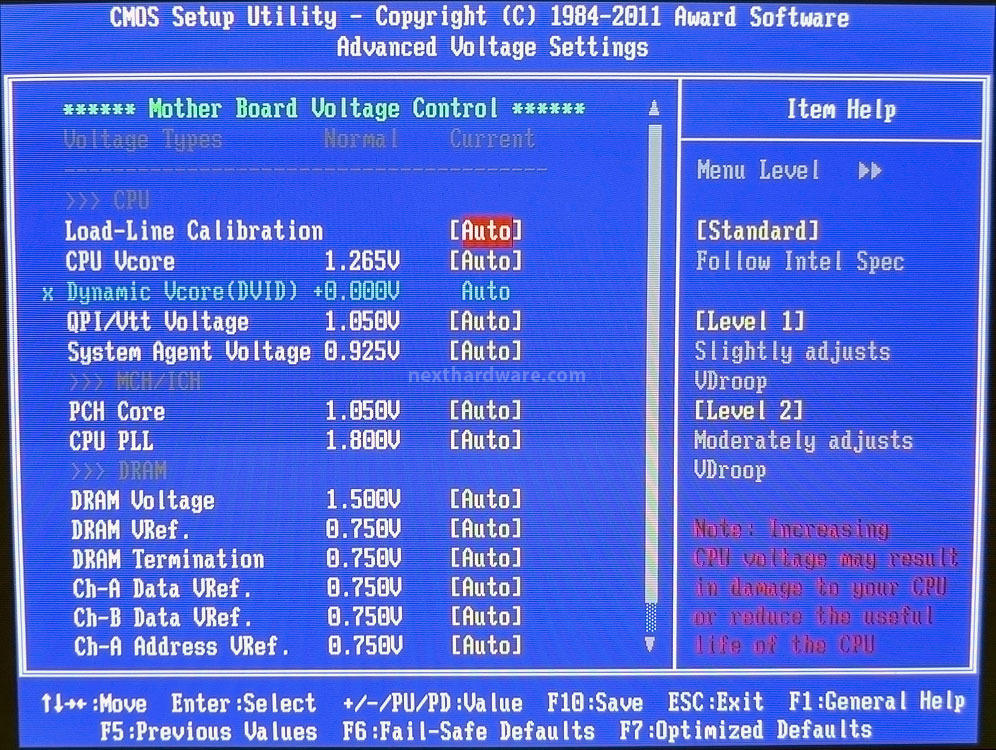 CMOS Setup Utility - Copyright (C) 1984-2011 Award Software
Advanced Voltage Settings
****** Mother Board Voltage Control ******
Voltage Types Normal Current
-----------------------------------------
>>> CPU
Load-Line Calibration [Auto]
CPU Vcore 1.265V [Auto]
x Dynamic Vcore(DVID) +0.000V Auto
QPI/Vtt Voltage 1.050V [Auto]
System Agent Voltage 0.925V [Auto]
>>> MCH/ICH
PCH Core 1.050V [Auto]
CPU PLL 1.800V [Auto]
>>> DRAM
DRAM Voltage 1.500V [Auto]
DRAM VRef. 0.750V [Auto]
DRAM Termination 0.750V [Auto]
Ch-A Data VRef. 0.750V [Auto]
Ch-B Data VRef. 0.750V [Auto]
Ch-A Address VRef. 0.750V [Auto]
Item Help
Menu Level ►►
[Standard]
Follow Intel Spec
[Level 1]
Slightly adjusts
VDroop
[Level 2]
Moderately adjusts
VDroop
Note: Increasing
CPU voltage may result
in damage to your CPU
or reduce the useful
life of the CPU
nexthardware.com
↑↓→←:Move Enter:Select +/-/PU/PD:Value F10:Save ESC:Exit F1:General Help
F5:Previous Values F6:Fail-Safe Defaults F7:Optimized Defaults